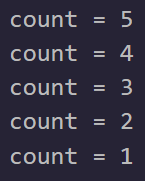 count = 5
count = 4
count = 3
count = 2
count = 1